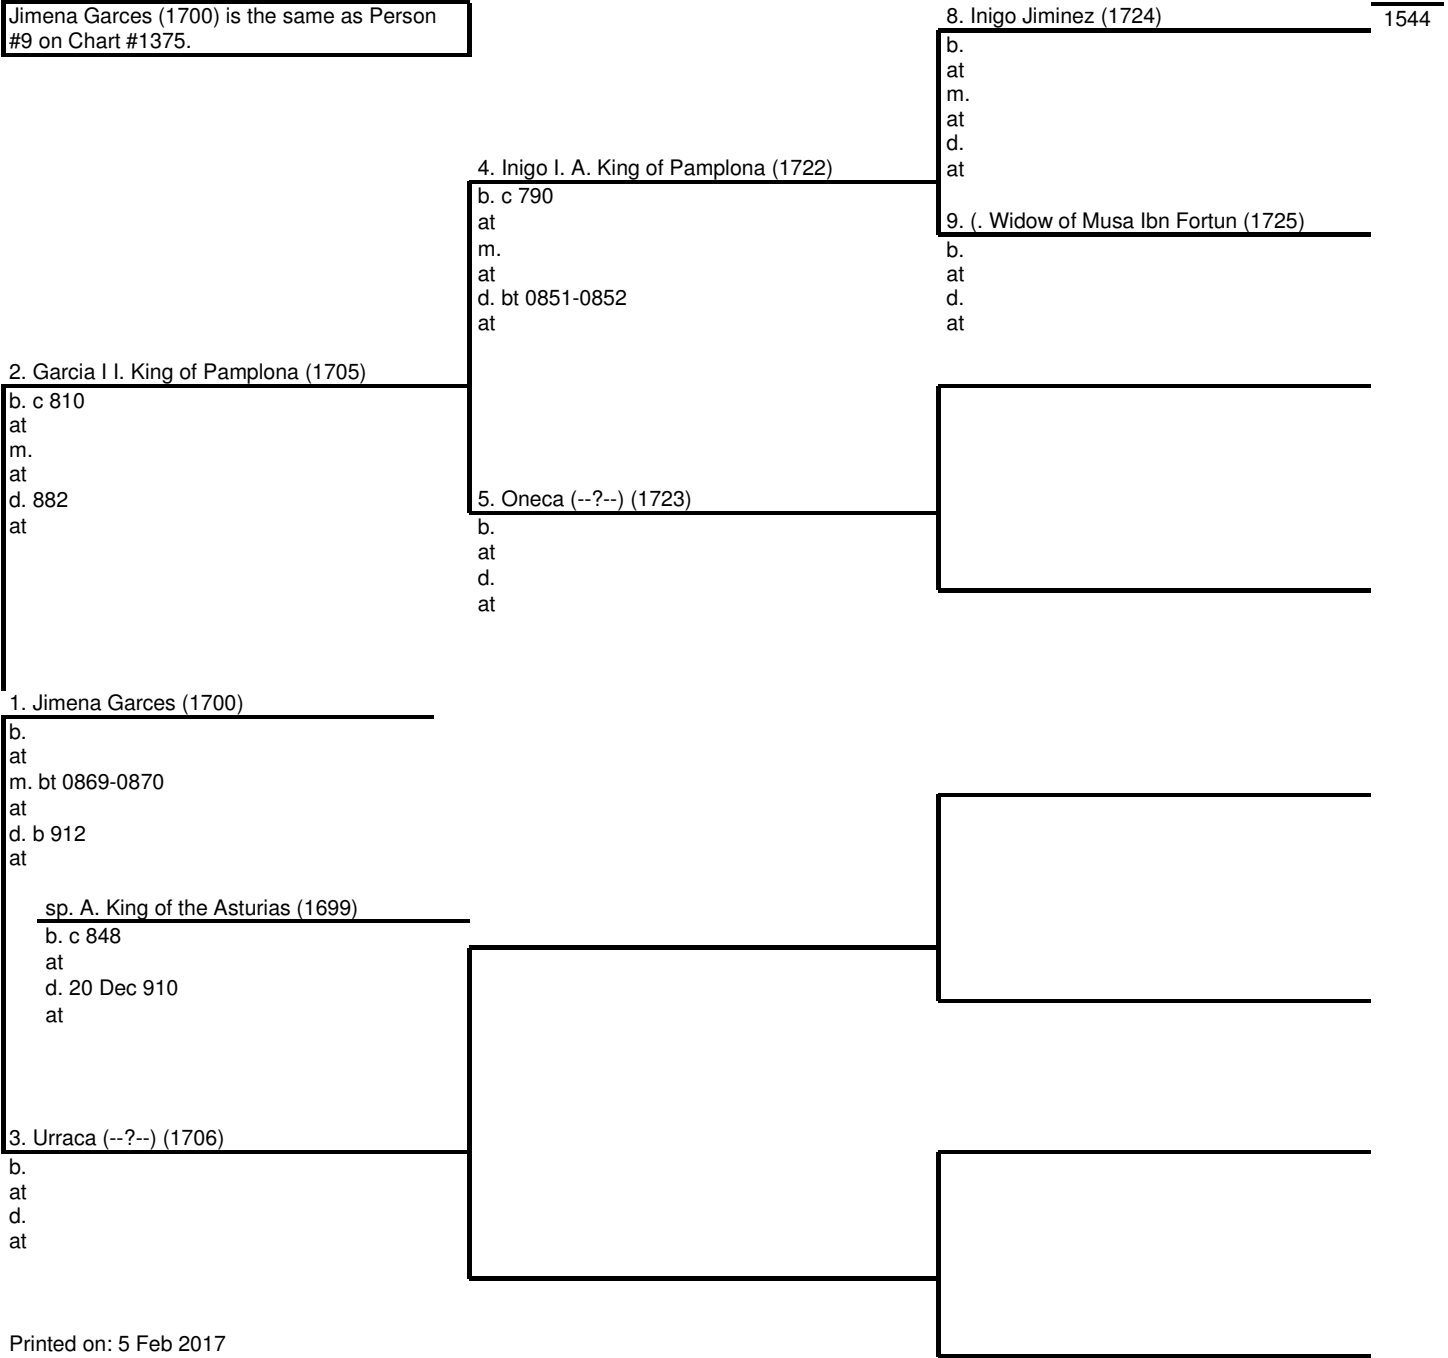 Jimena Garces (1700) is the same as Person
#9 on Chart #1375.
8. Inigo Jiminez (1724)
1544
b.
at
m.
at
d.
at
4. Inigo I. A. King of Pamplona (1722)
b. c 790
at
m.
at
d. bt 0851-0852
at
9. (. Widow of Musa Ibn Fortun (1725)
b.
at
d.
at
2. Garcia I I. King of Pamplona (1705)
b. c 810
at
m.
at
d. 882
at
5. Oneca (--?--) (1723)
b.
at
d.
at
1. Jimena Garces (1700)
b.
at
m. bt 0869-0870
at
d. b 912
at
sp. A. King of the Asturias (1699)
b. c 848
at
d. 20 Dec 910
at
3. Urraca (--?--) (1706)
b.
at
d.
at
Printed on: 5 Feb 2017